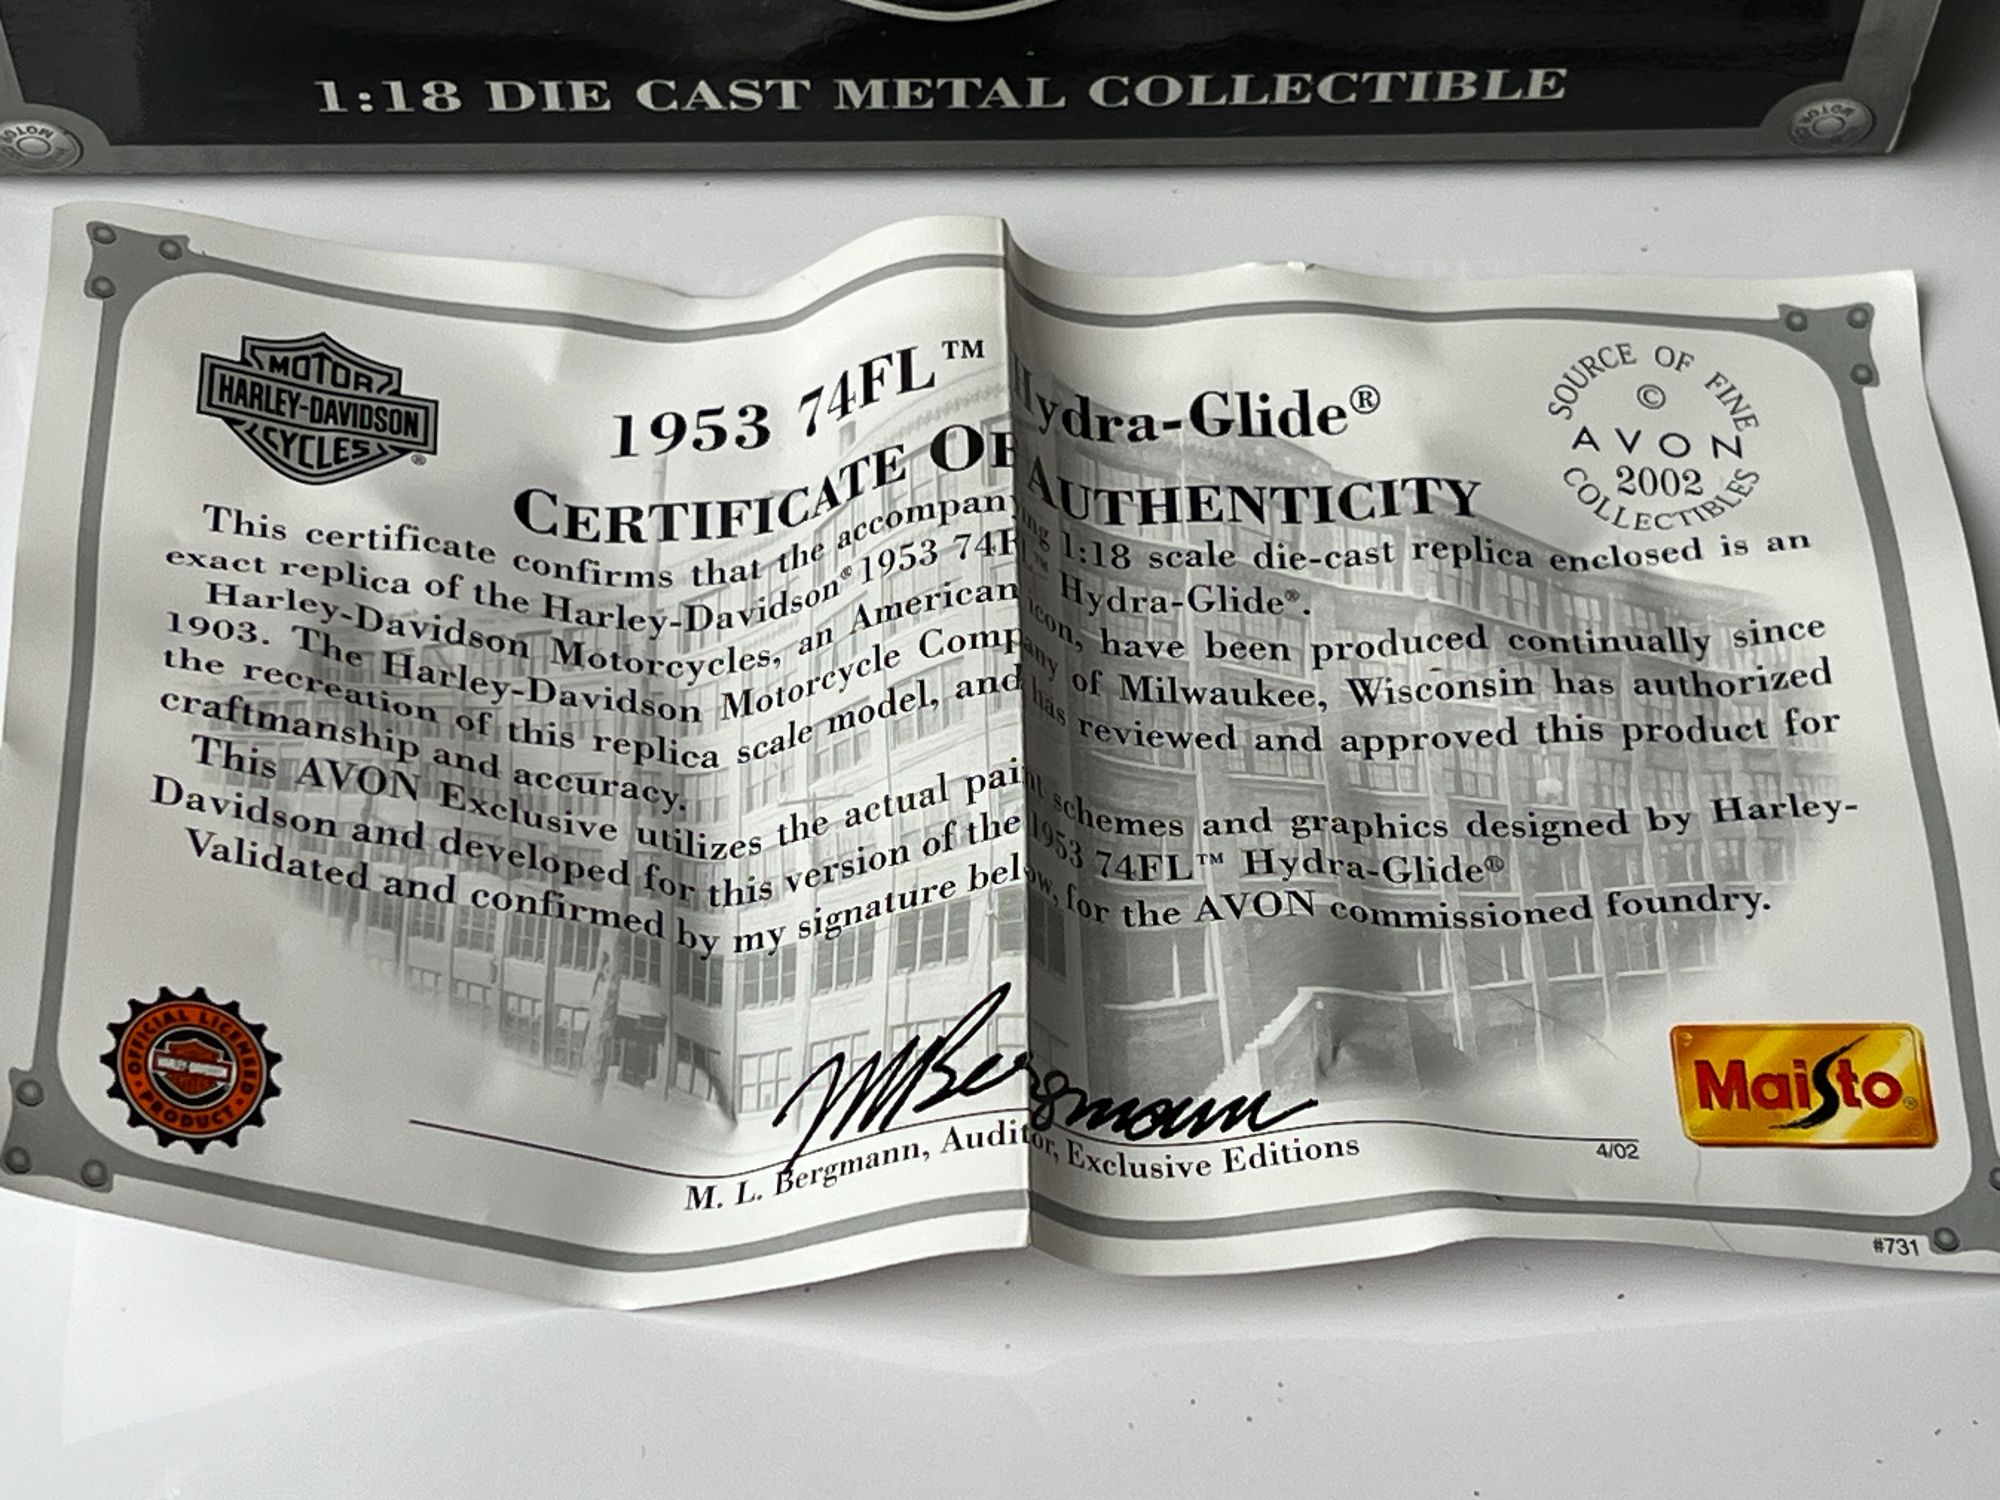 1:18 DIE CAST METAL COLLECTIBLE
MOTOR
HARLEY-DAVIDSON
CYCLES®
SOURCE OF FINE
©
AVON
2002
COLLECTIBLES
1953 74FL™ Hydra-Glide®
CERTIFICATE OF AUTHENTICITY
This certificate confirms that the accompanying 1:18 scale die-cast replica enclosed is an
exact replica of the Harley-Davidson® 1953 74FL™ Hydra-Glide®.
Harley-Davidson Motorcycles, an American icon, have been produced continually since
1903. The Harley-Davidson Motorcycle Company of Milwaukee, Wisconsin has authorized
the recreation of this replica scale model, and has reviewed and approved this product for
craftmanship and accuracy.
This AVON Exclusive utilizes the actual paint schemes and graphics designed by Harley-
Davidson and developed for this version of the 1953 74FL™ Hydra-Glide®
Validated and confirmed by my signature below, for the AVON commissioned foundry.
OFFICIAL LICENSED
PRODUCT
M Bergmann
M. L. Bergmann, Auditor, Exclusive Editions
4/02
Maisto®
#731